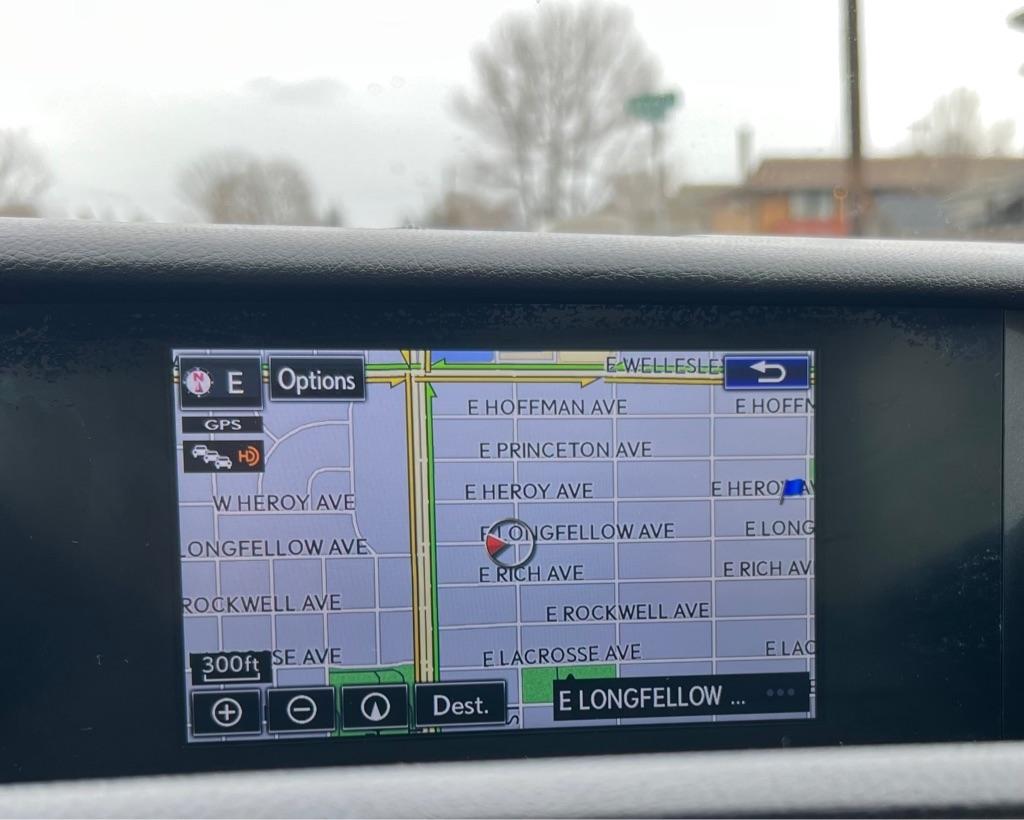 N E
Options
E WELLESLE
GPS
E HOFFMAN AVE
E HOFFN
HD
E PRINCETON AVE
E HEROY AVE
E HEROY AV
W HEROY AVE
E LONGFELLOW AVE
E LONG
LONGFELLOW AVE
E RICH AVE
E RICH AV
ROCKWELL AVE
E ROCKWELL AVE
SE AVE
E LACROSSE AVE
E LAC
300ft
Dest.
E LONGFELLOW ...